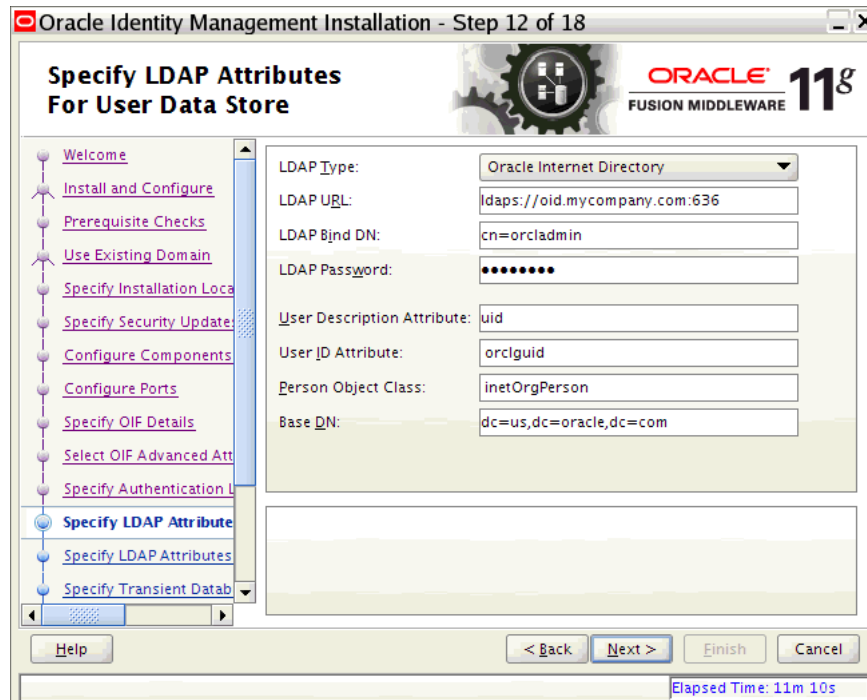 Oracle Identity Management Installation - Step 12 of 18
Specify LDAP Attributes
For User Data Store
ORACLE
FUSION MIDDLEWARE 11g
Welcome
Install and Configure
Prerequisite Checks
Use Existing Domain
Specify Installation Loca
Specify Security Updates
Configure Components
Configure Ports
Specify OIF Details
Select OIF Advanced Att
Specify Authentication L
Specify LDAP Attribute
Specify LDAP Attributes
Specify Transient Datab
LDAP Type: Oracle Internet Directory
LDAP URL: ldaps://oid.mycompany.com:636
LDAP Bind DN: cn=orcladmin
LDAP Password: ••••••••
User Description Attribute: uid
User ID Attribute: orclguid
Person Object Class: inetOrgPerson
Base DN: dc=us,dc=oracle,dc=com
Help
< Back
Next >
Finish
Cancel
Elapsed Time: 11m 10s